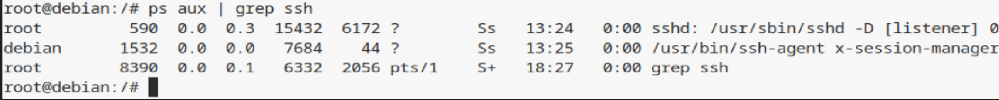 root@debian:/# ps aux | grep ssh
root         590  0.0  0.3  15432  6172 ?        Ss   13:24   0:00 sshd: /usr/sbin/sshd -D [listener] 0
debian      1532  0.0  0.0   7684    44 ?        Ss   13:25   0:00 /usr/bin/ssh-agent x-session-manager
root        8390  0.0  0.1   6332  2056 pts/1    S+   18:27   0:00 grep ssh
root@debian:/#